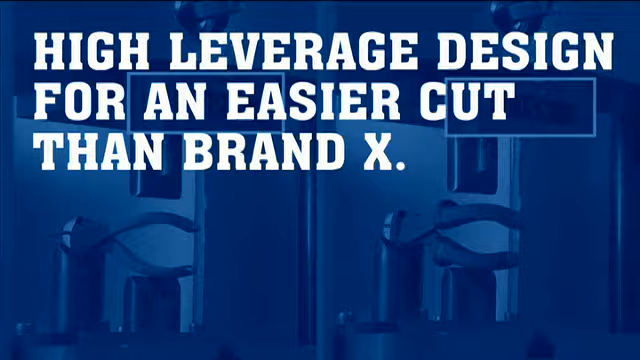 HIGH LEVERAGE DESIGN
FOR AN EASIER CUT
THAN BRAND X.